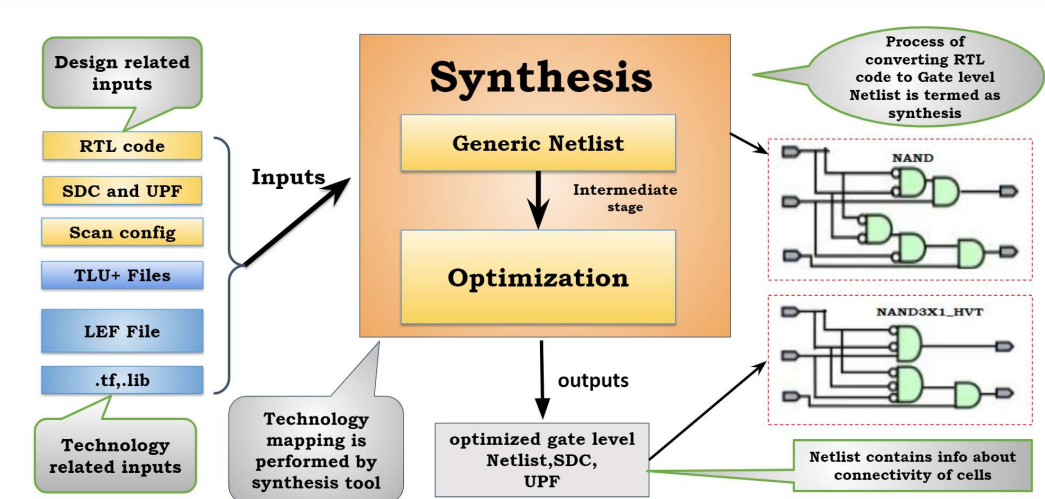 Design related
inputs
RTL code
SDC and UPF
Scan config
TLU+ Files
LEF File
.tf,.lib
Technology
related inputs
Inputs
Synthesis
Generic Netlist
Intermediate
stage
Optimization
Technology
mapping is
performed by
synthesis tool
outputs
optimized gate level
Netlist,SDC,
UPF
Process of
converting RTL
code to Gate level
Netlist is termed as
synthesis
NAND
NAND3X1_HVT
Netlist contains info about
connectivity of cells